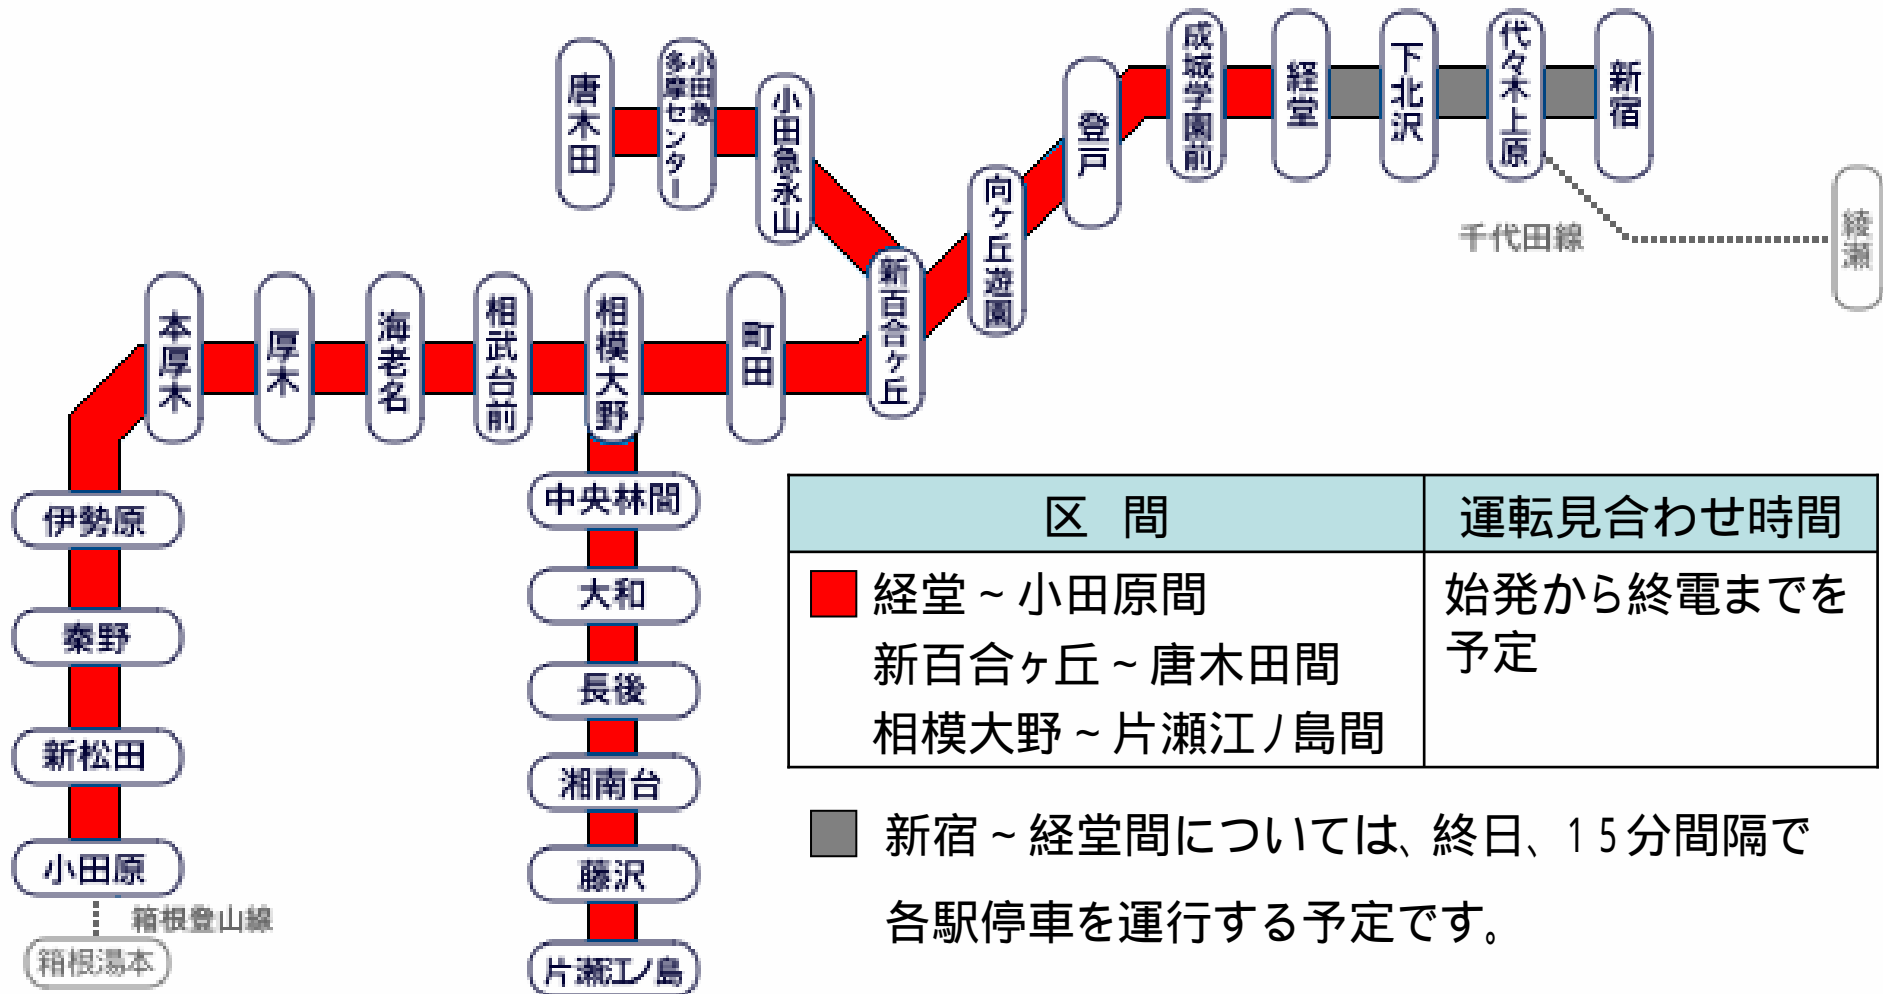 唐木田
小田急
多摩センター
小田急永山
新百合ヶ丘
向ケ丘遊園
登戸
成城学園前
経堂
下北沢
代々木上原
新宿
千代田線
綾瀬
本厚木
厚木
海老名
相武台前
相模大野
町田
伊勢原
秦野
新松田
小田原
箱根登山線
箱根湯本
中央林間
大和
長後
湘南台
藤沢
片瀬江ノ島
区 間
運転見合わせ時間
経堂~小田原間
新百合ヶ丘~唐木田間
相模大野~片瀬江ノ島間
始発から終電までを
予定
新宿~経堂間については、終日、15分間隔で
各駅停車を運行する予定です。